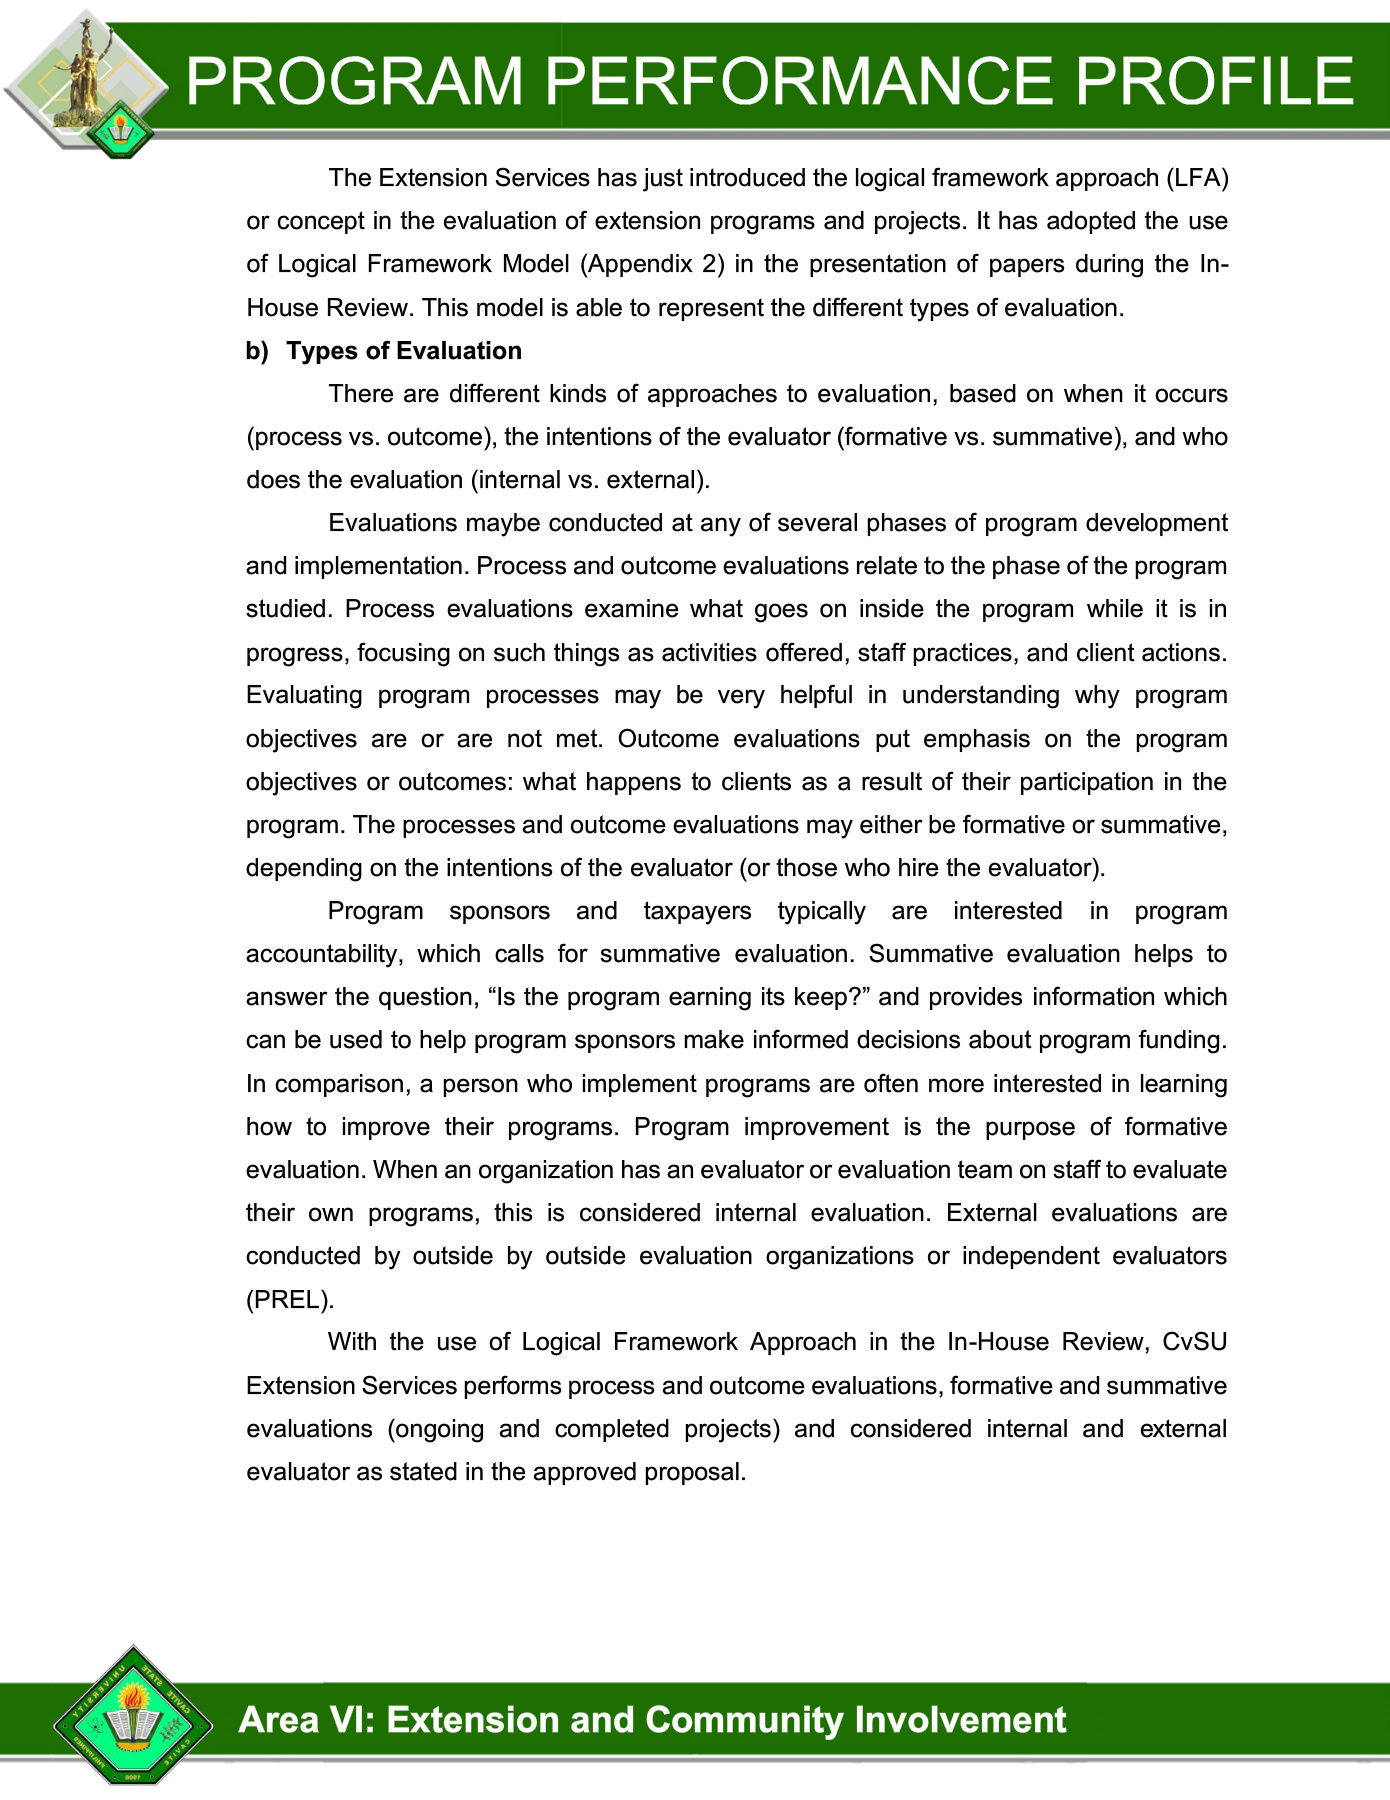 PROGRAM PERFORMANCE PROFILE
The Extension Services has just introduced the logical framework approach (LFA)
or concept in the evaluation of extension programs and projects. It has adopted the use
of Logical Framework Model (Appendix 2) in the presentation of papers during the In-
House Review. This model is able to represent the different types of evaluation.
b) Types of Evaluation
There are different kinds of approaches to evaluation, based on when it occurs
(process vs. outcome), the intentions of the evaluator (formative vs. summative), and who
does the evaluation (internal vs. external).
Evaluations maybe conducted at any of several phases of program development
and implementation. Process and outcome evaluations relate to the phase of the program
studied. Process evaluations examine what goes on inside the program while it is in
progress, focusing on such things as activities offered, staff practices, and client actions.
Evaluating program processes may be very helpful in understanding why program
objectives are or are not met. Outcome evaluations put emphasis on the program
objectives or outcomes: what happens to clients as a result of their participation in the
program. The processes and outcome evaluations may either be formative or summative,
depending on the intentions of the evaluator (or those who hire the evaluator).
Program sponsors and taxpayers typically are interested in program
accountability, which calls for summative evaluation. Summative evaluation helps to
answer the question, “Is the program earning its keep?” and provides information which
can be used to help program sponsors make informed decisions about program funding.
In comparison, a person who implement programs are often more interested in learning
how to improve their programs. Program improvement is the purpose of formative
evaluation. When an organization has an evaluator or evaluation team on staff to evaluate
their own programs, this is considered internal evaluation. External evaluations are
conducted by outside by outside evaluation organizations or independent evaluators
(PREL).
With the use of Logical Framework Approach in the In-House Review, CvSU
Extension Services performs process and outcome evaluations, formative and summative
evaluations (ongoing and completed projects) and considered internal and external
evaluator as stated in the approved proposal.
CAVITE STATE UNIVERSITY
CAVITE PHILIPPINES
Area VI: Extension and Community Involvement